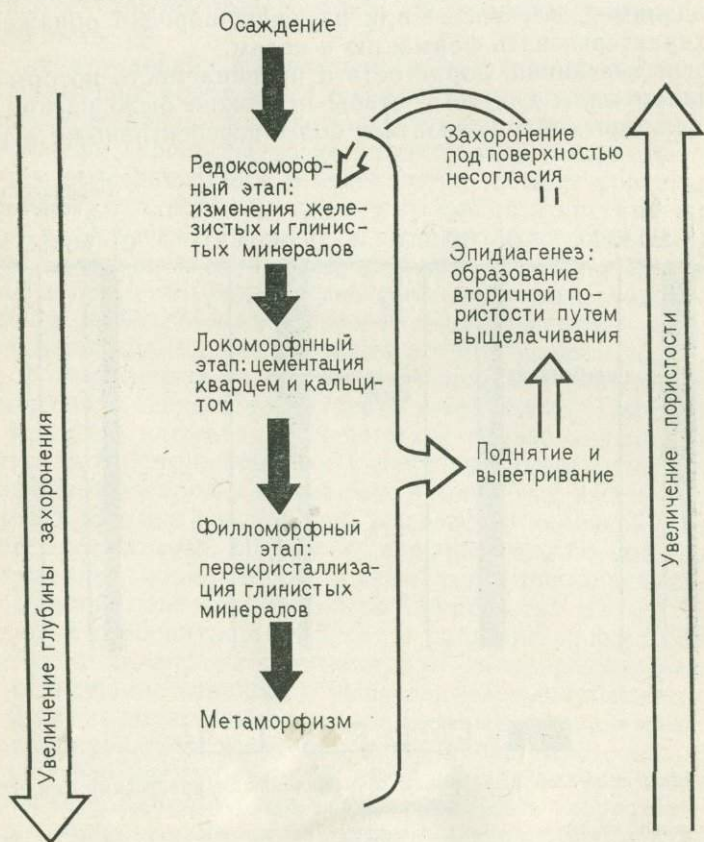 Осаждение
Редоксоморф-
ный этап:
изменения желе-
зистых и глинис-
тых минералов
Локоморфнный
этап: цементация
кварцем и кальци-
том
Филломорфный
этап:
перекристаллиза-
ция глинистых
минералов
Метаморфизм
Захоронение
под поверхностью
несогласия
Эпидиагенез:
образование
вторичной по-
ристости путем
выщелачивания
Поднятие и
выветривание
Увеличение глубины захоронения
Увеличение пористости